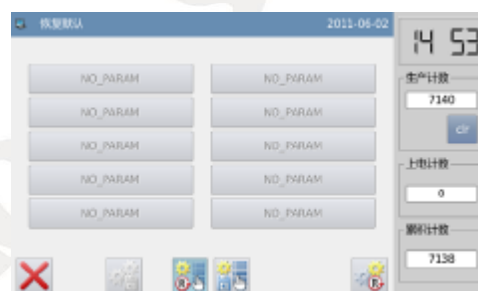 恢复默认 2011-06-02
14 53
NO_PARAM NO_PARAM
NO_PARAM NO_PARAM
NO_PARAM NO_PARAM
NO_PARAM NO_PARAM
NO_PARAM NO_PARAM
生产计数
7140
clr
上电计数
0
累积计数
7138